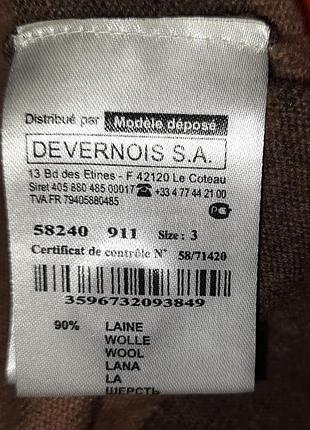 Distribué par Modèle déposé
DEVERNOIS S.A.
13 Bd des Etines - F 42120 Le Coteau
Siret 405 880 485 00017 ☎ +33 4 77 44 21 00
TVA FR 79405880485
58240 911 Size : 3
Certificat de contrôle N° 58/71420
3596732093849
90% LAINE
WOLLE
WOOL
LANA
LA
ШЕРСТЬ